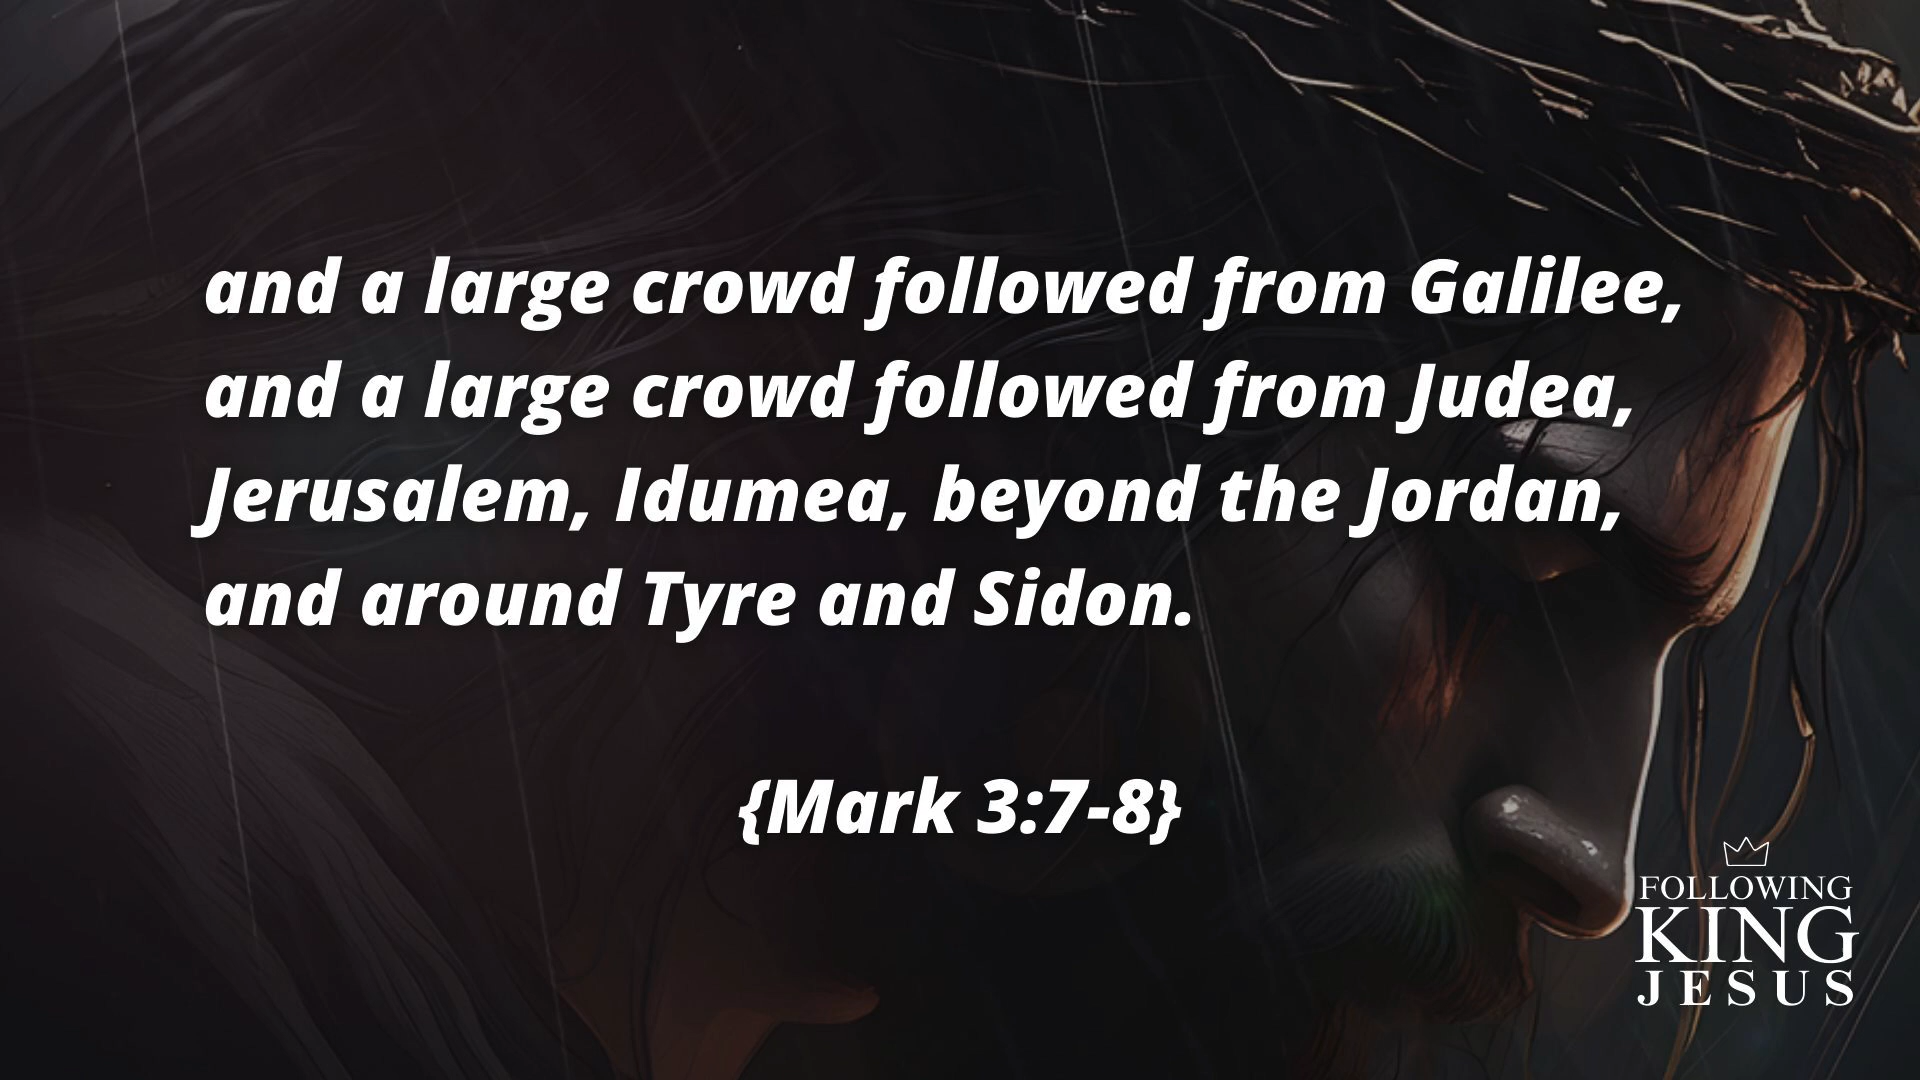 and a large crowd followed from Galilee,
and a large crowd followed from Judea,
Jerusalem, Idumea, beyond the Jordan,
and around Tyre and Sidon.
{Mark 3:7-8}
FOLLOWING
KING
JESUS